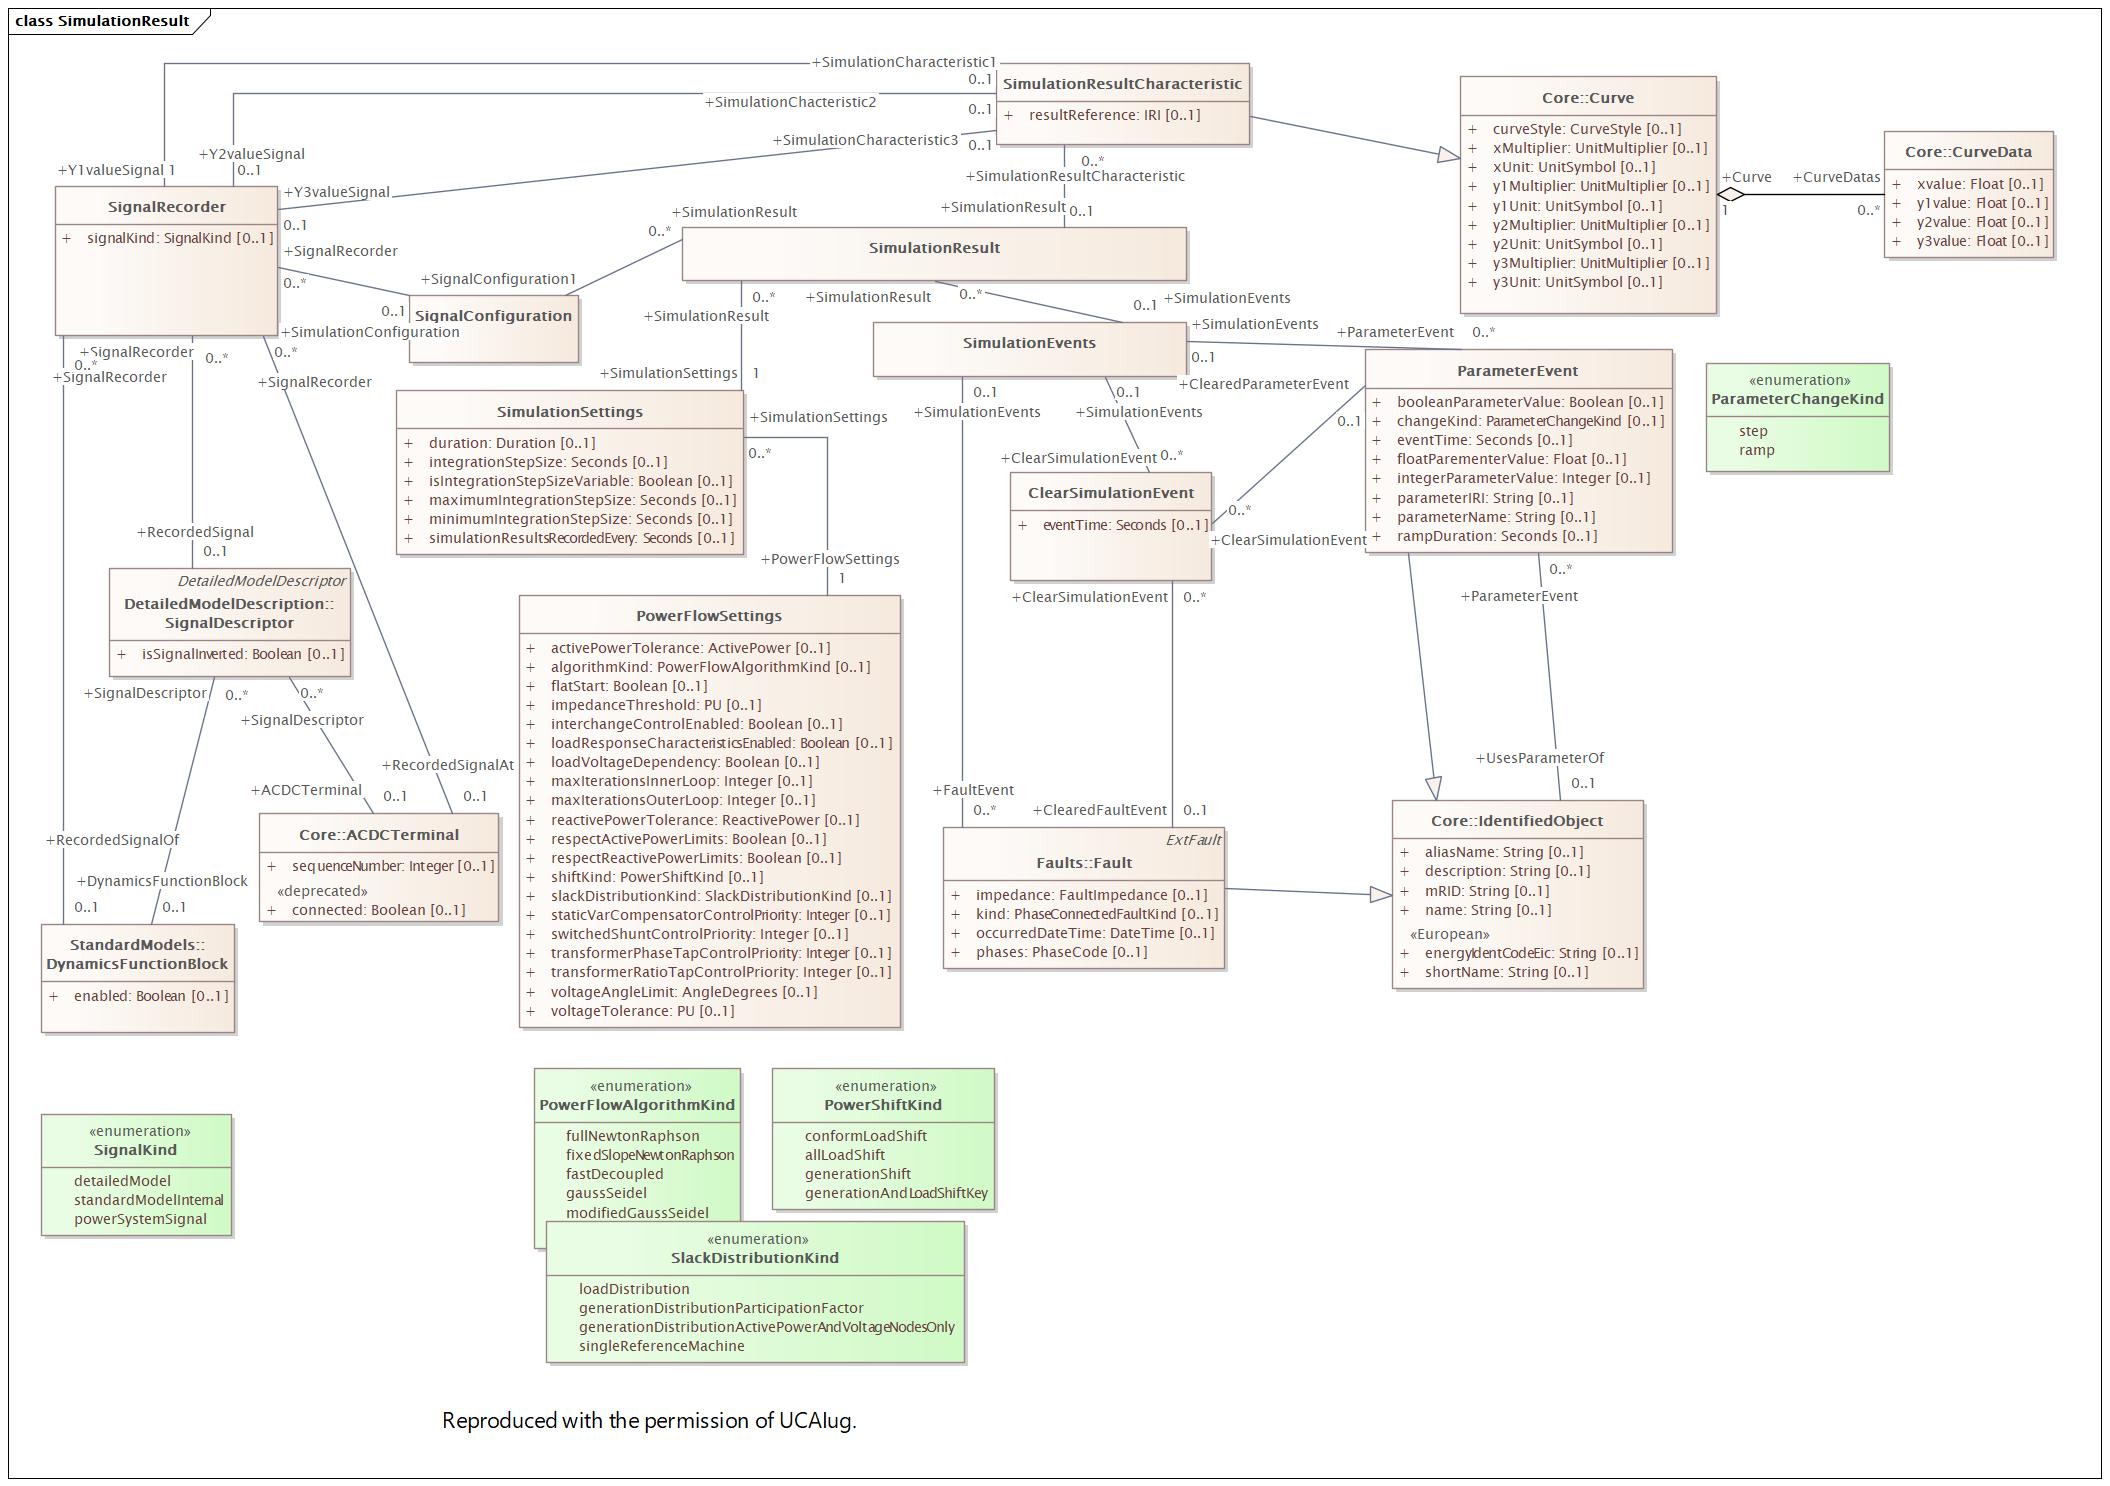 class SimulationResult
+SimulationCharacteristic1
0..1
+SimulationChacteristic2
0..1
+SimulationCharacteristic3
0..1
SimulationResultCharacteristic
+ resultReference: IRI [0..1]
Core::Curve
+ curveStyle: CurveStyle [0..1]
+ xMultiplier: UnitMultiplier [0..1]
+ xUnit: UnitSymbol [0..1]
+ y1Multiplier: UnitMultiplier [0..1]
+ y1Unit: UnitSymbol [0..1]
+ y2Multiplier: UnitMultiplier [0..1]
+ y2Unit: UnitSymbol [0..1]
+ y3Multiplier: UnitMultiplier [0..1]
+ y3Unit: UnitSymbol [0..1]
+Curve
1
+CurveDatas
0..*
Core::CurveData
+ xvalue: Float [0..1]
+ y1value: Float [0..1]
+ y2value: Float [0..1]
+ y3value: Float [0..1]
+Y1valueSignal 1
+Y2valueSignal
0..1
+Y3valueSignal
0..1
SignalRecorder
+ signalKind: SignalKind [0..1]
+SignalRecorder
0..*
0..1
+SimulationConfiguration
+SignalConfiguration1
SignalConfiguration
+SimulationResult
0..*
0..*
+SimulationResultCharacteristic
+SimulationResult
0..1
SimulationResult
0..*
+SimulationResult
+SimulationResult
0..*
0..1
+SimulationEvents
SimulationEvents
+SimulationEvents
0..1
+ParameterEvent
0..*
+SimulationSettings
1
SimulationSettings
+ duration: Duration [0..1]
+ integrationStepSize: Seconds [0..1]
+ isIntegrationStepSizeVariable: Boolean [0..1]
+ maximumIntegrationStepSize: Seconds [0..1]
+ minimumIntegrationStepSize: Seconds [0..1]
+ simulationResultsRecordedEvery: Seconds [0..1]
+SimulationSettings
0..*
+PowerFlowSettings
1
0..1
+SimulationEvents
0..1
+SimulationEvents
+ClearSimulationEvent
0..*
ClearSimulationEvent
+ eventTime: Seconds [0..1]
+ClearedParameterEvent
0..1
0..*
+ClearSimulationEvent
+ClearSimulationEvent
0..*
ParameterEvent
+ booleanParameterValue: Boolean [0..1]
+ changeKind: ParameterChangeKind [0..1]
+ eventTime: Seconds [0..1]
+ floatParementerValue: Float [0..1]
+ integerParameterValue: Integer [0..1]
+ parameterIRI: String [0..1]
+ parameterName: String [0..1]
+ rampDuration: Seconds [0..1]
«enumeration»
ParameterChangeKind
step
ramp
0..*
+ParameterEvent
+UsesParameterOf
0..1
+SignalRecorder
0..*
+SignalRecorder
0..*
0..*
+SignalRecorder
+RecordedSignal
0..1
DetailedModelDescriptor
DetailedModelDescription::
SignalDescriptor
+ isSignalInverted: Boolean [0..1]
+SignalDescriptor
0..*
0..*
+SignalDescriptor
+RecordedSignalAt
0..1
+ACDCTerminal
0..1
Core::ACDCTerminal
+ sequenceNumber: Integer [0..1]
«deprecated»
+ connected: Boolean [0..1]
+RecordedSignalOf
0..1
+DynamicsFunctionBlock
0..1
StandardModels::
DynamicsFunctionBlock
+ enabled: Boolean [0..1]
PowerFlowSettings
+ activePowerTolerance: ActivePower [0..1]
+ algorithmKind: PowerFlowAlgorithmKind [0..1]
+ flatStart: Boolean [0..1]
+ impedanceThreshold: PU [0..1]
+ interchangeControlEnabled: Boolean [0..1]
+ loadResponseCharacteristicsEnabled: Boolean [0..1]
+ loadVoltageDependency: Boolean [0..1]
+ maxIterationsInnerLoop: Integer [0..1]
+ maxIterationsOuterLoop: Integer [0..1]
+ reactivePowerTolerance: ReactivePower [0..1]
+ respectActivePowerLimits: Boolean [0..1]
+ respectReactivePowerLimits: Boolean [0..1]
+ shiftKind: PowerShiftKind [0..1]
+ slackDistributionKind: SlackDistributionKind [0..1]
+ staticVarCompensatorControlPriority: Integer [0..1]
+ switchedShuntControlPriority: Integer [0..1]
+ transformerPhaseTapControlPriority: Integer [0..1]
+ transformerRatioTapControlPriority: Integer [0..1]
+ voltageAngleLimit: AngleDegrees [0..1]
+ voltageTolerance: PU [0..1]
+FaultEvent
0..*
+ClearedFaultEvent
0..1
ExtFault
Faults::Fault
+ impedance: FaultImpedance [0..1]
+ kind: PhaseConnectedFaultKind [0..1]
+ occurredDateTime: DateTime [0..1]
+ phases: PhaseCode [0..1]
Core::IdentifiedObject
+ aliasName: String [0..1]
+ description: String [0..1]
+ mRID: String [0..1]
+ name: String [0..1]
«European»
+ energyIdentCodeEic: String [0..1]
+ shortName: String [0..1]
«enumeration»
SignalKind
detailedModel
standardModelInternal
powerSystemSignal
«enumeration»
PowerFlowAlgorithmKind
fullNewtonRaphson
fixedSlopeNewtonRaphson
fastDecoupled
gaussSeidel
modifiedGaussSeidel
«enumeration»
PowerShiftKind
conformLoadShift
allLoadShift
generationShift
generationAndLoadShiftKey
«enumeration»
SlackDistributionKind
loadDistribution
generationDistributionParticipationFactor
generationDistributionActivePowerAndVoltageNodesOnly
singleReferenceMachine
Reproduced with the permission of UCAIug.